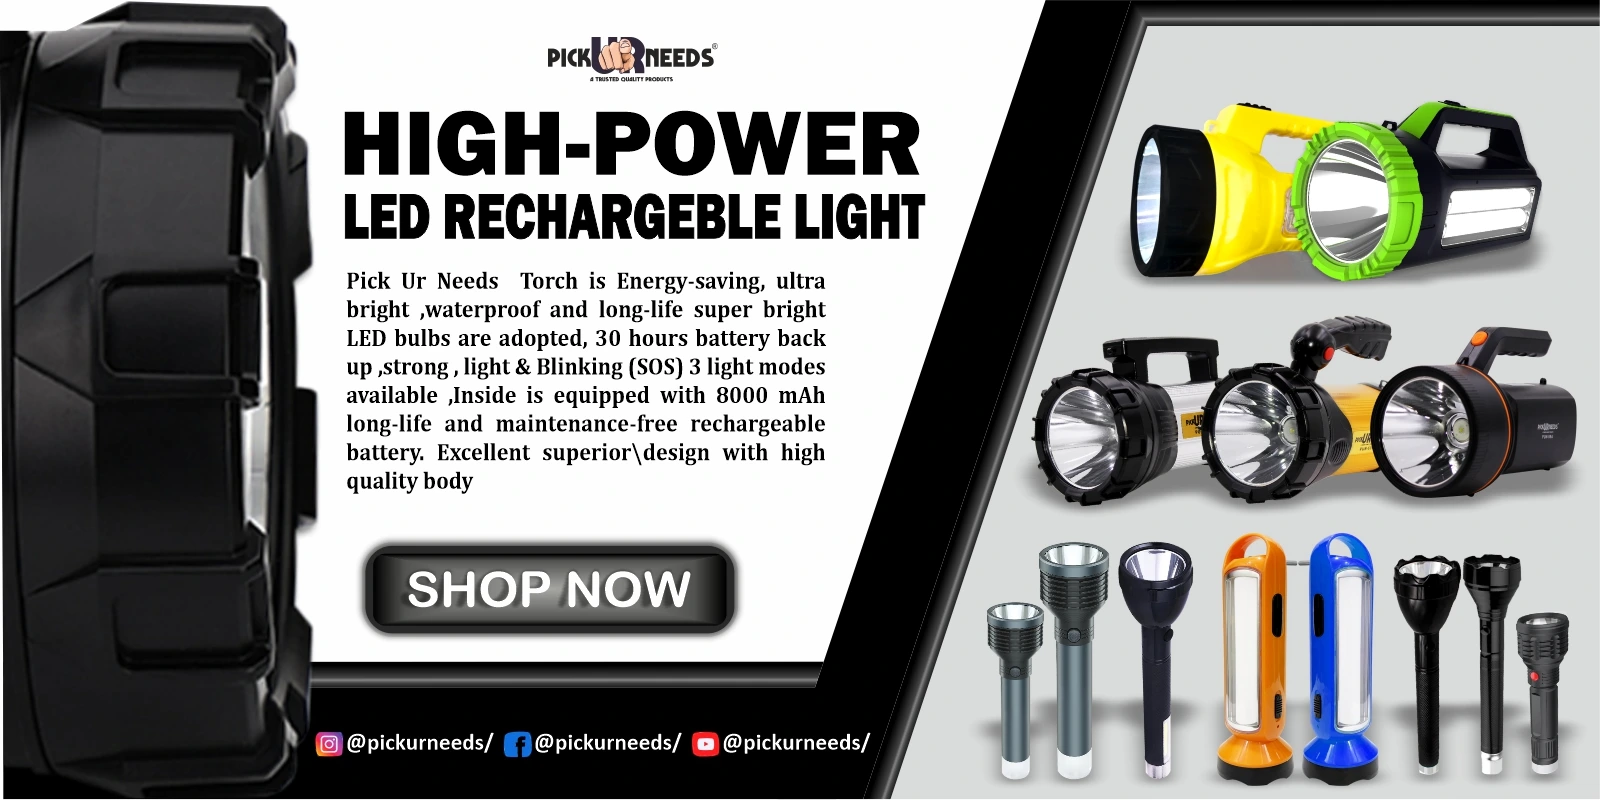 PICK UR NEEDS®
A TRUSTED QUALITY PRODUCTS
HIGH-POWER
LED RECHARGEBLE LIGHT
Pick Ur Needs Torch is Energy-saving, ultra
bright ,waterproof and long-life super bright
LED bulbs are adopted, 30 hours battery back
up ,strong , light & Blinking (SOS) 3 light modes
available ,Inside is equipped with 8000 mAh
long-life and maintenance-free rechargeable
battery. Excellent superior\design with high
quality body
SHOP NOW
@pickurneeds/ @pickurneeds/ @pickurneeds/
PICK UR NEEDS